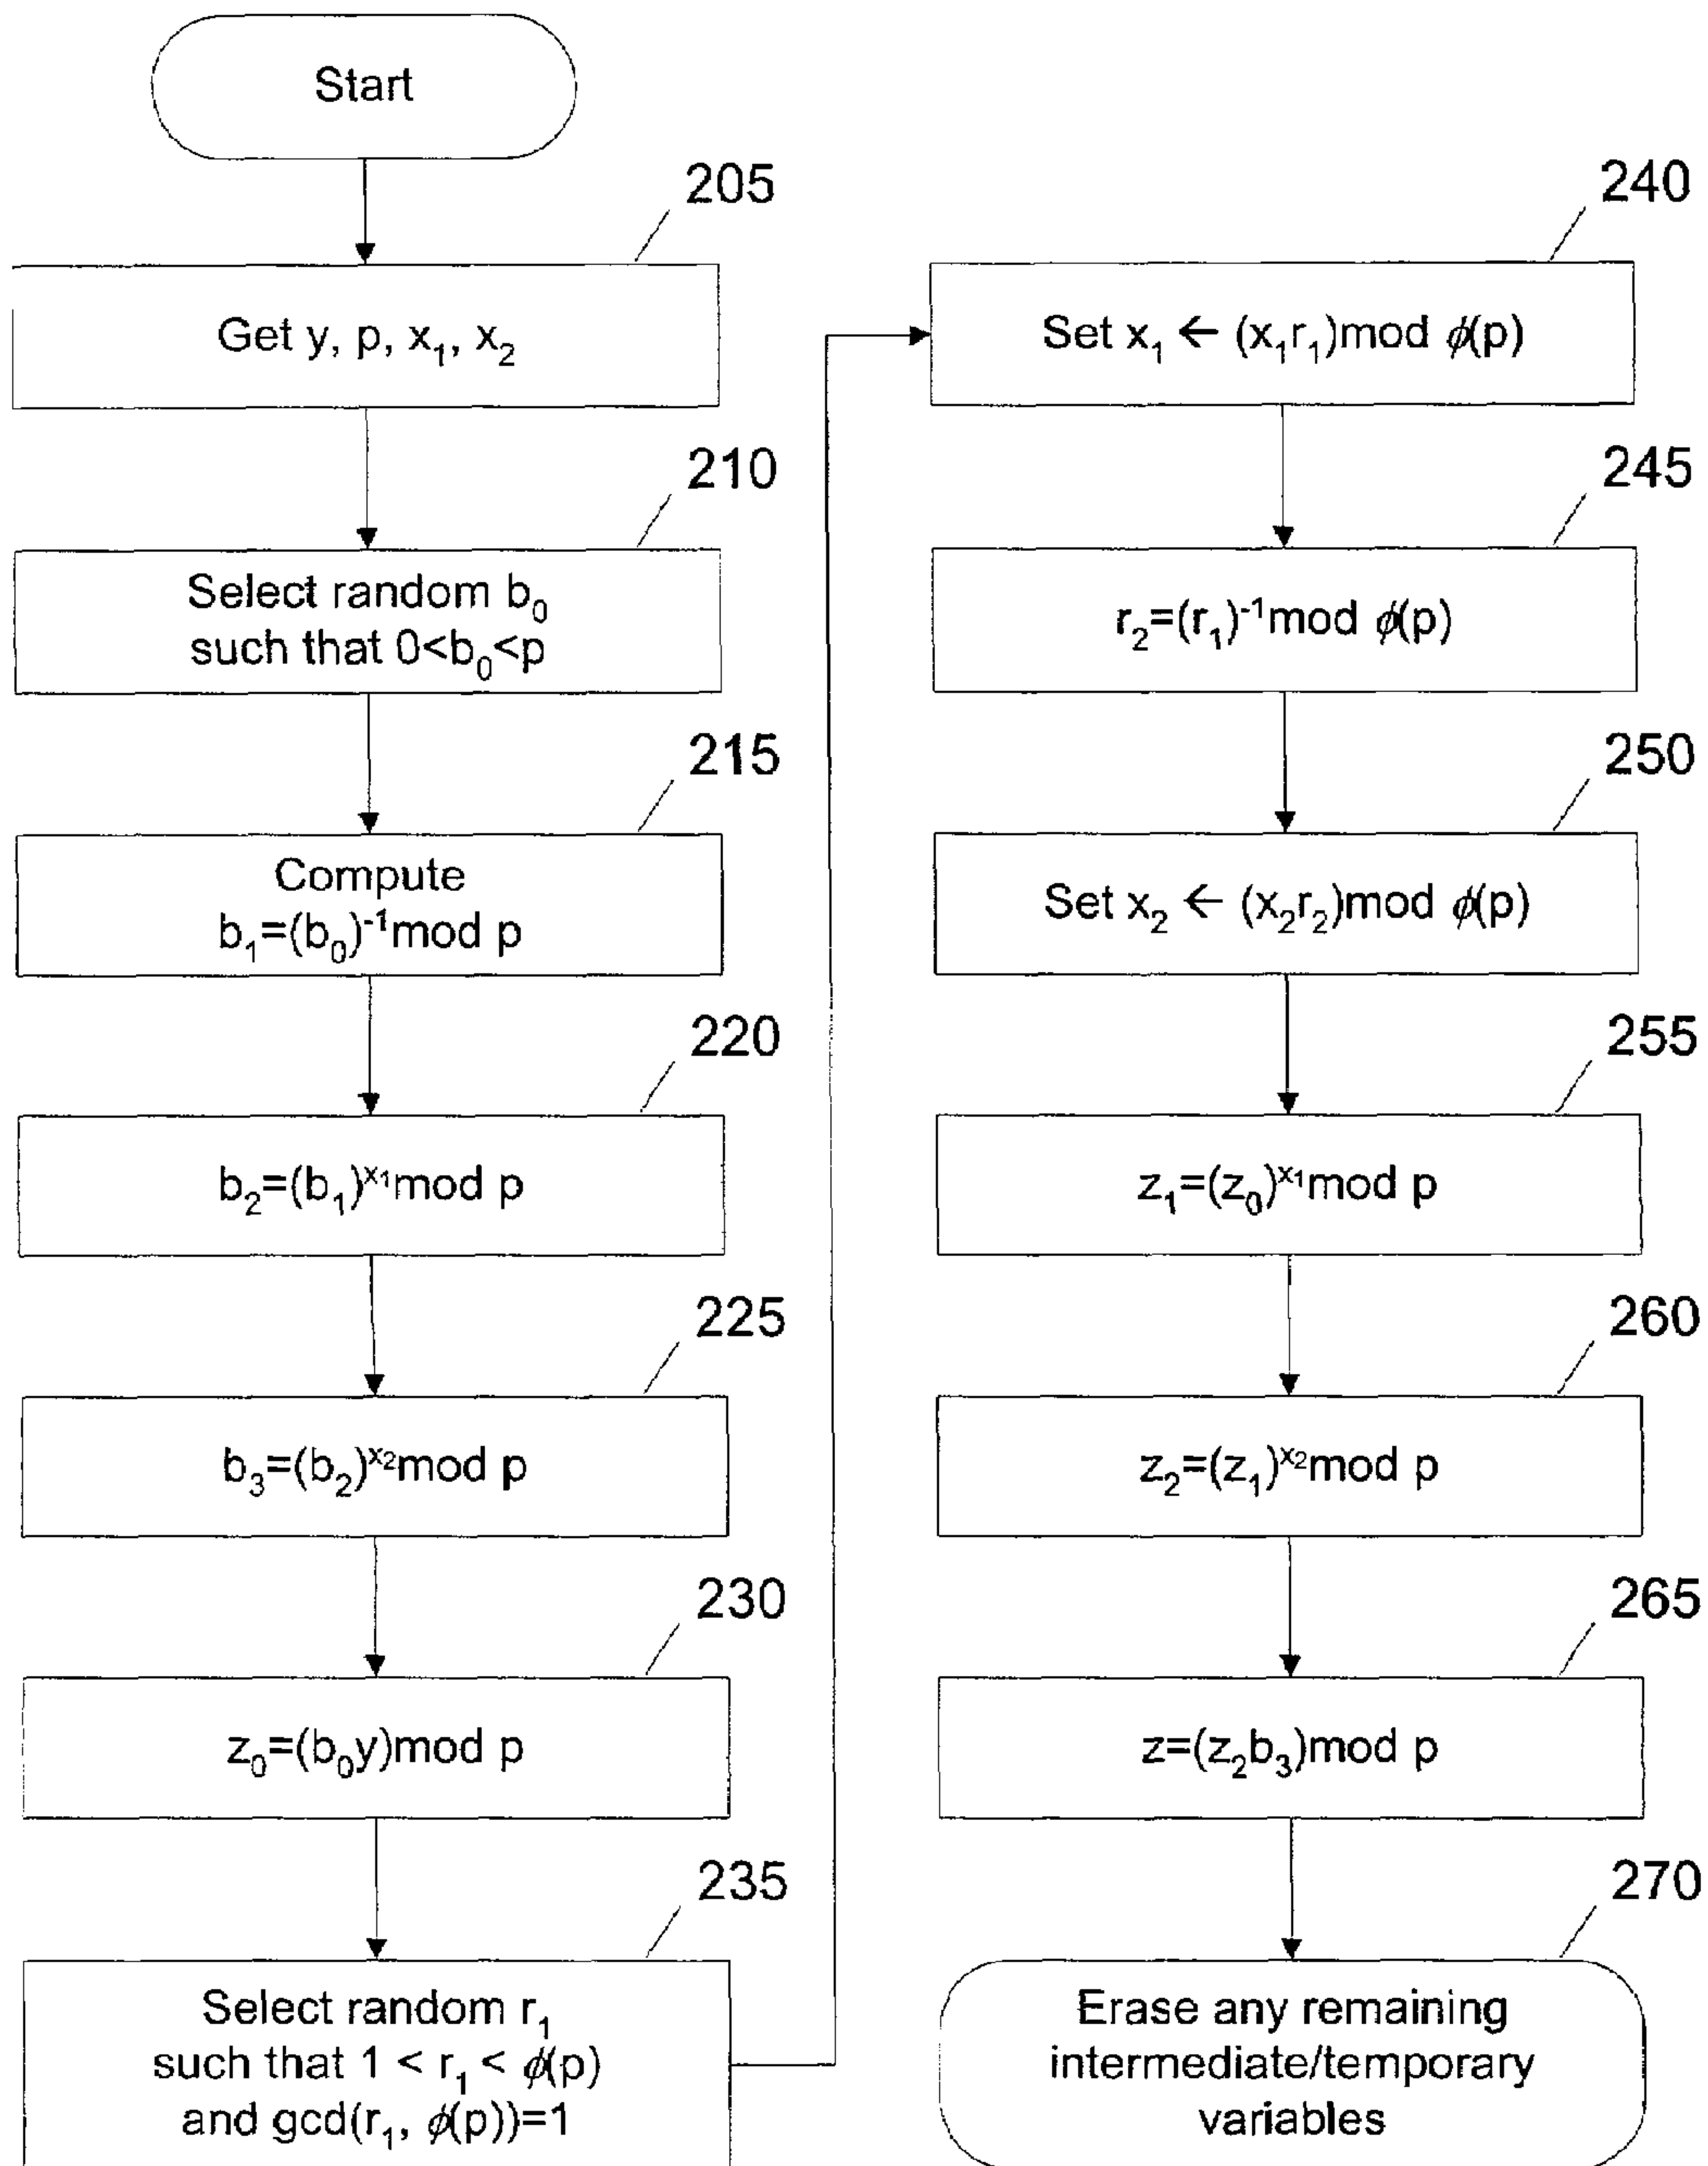 Start
205
Get y, p, x₁, x₂
210
Select random b₀
such that 0<b₀<p
215
Compute
b₁=(b₀)⁻¹mod p
220
b₂=(b₁)^x₁mod p
225
b₃=(b₂)^x₂mod p
230
z₀=(b₀y)mod p
235
Select random r₁
such that 1 < r₁ < ϕ(p)
and gcd(r₁, ϕ(p))=1
240
Set x₁ ← (x₁r₁)mod ϕ(p)
245
r₂=(r₁)⁻¹mod ϕ(p)
250
Set x₂ ← (x₂r₂)mod ϕ(p)
255
z₁=(z₀)^x₁mod p
260
z₂=(z₁)^x₂mod p
265
z=(z₂b₃)mod p
270
Erase any remaining
intermediate/temporary
variables